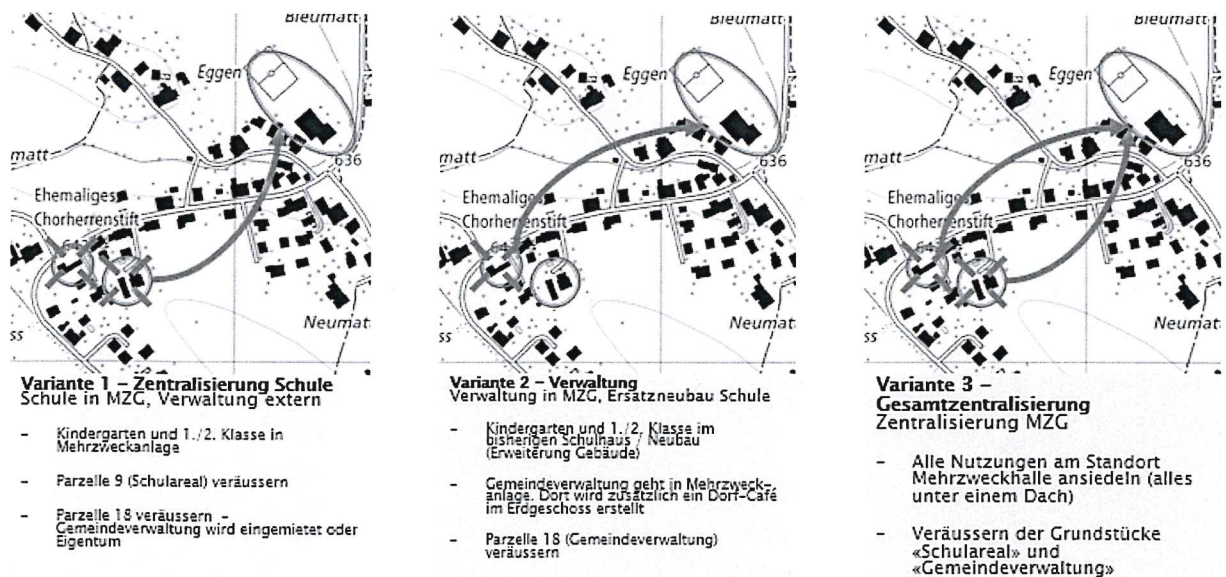 Bleumatt
Eggen
matt
636
Ehemaliges
Chorherrenstift
Neumatt
ss
Variante 1 – Zentralisierung Schule
Schule in MZG, Verwaltung extern
– Kindergarten und 1./2. Klasse in
Mehrzweckanlage
– Parzelle 9 (Schulareal) veräussern
– Parzelle 18 veräussern –
Gemeindeverwaltung wird eingemietet oder
Eigentum
Bleumatt
Eggen
umatt
636
Ehemaliges
Chorherrenstift
Neumat
ss
Variante 2 – Verwaltung
Verwaltung in MZG, Ersatzneubau Schule
– Kindergarten und 1./2. Klasse im
bisherigen Schulhaus / Neubau
(Erweiterung Gebäude)
– Gemeindeverwaltung geht in Mehrzweck-
anlage. Dort wird zusätzlich ein Dorf-Café
im Erdgeschoss erstellt
– Parzelle 18 (Gemeindeverwaltung)
veräussern
Bleumatt
Eggen
matt
636
Ehemaliges
Chorherrenstift
Neumat
ss
Variante 3 –
Gesamtzentralisierung
Zentralisierung MZG
– Alle Nutzungen am Standort
Mehrzweckhalle ansiedeln (alles
unter einem Dach)
– Veräussern der Grundstücke
«Schulareal» und
«Gemeindeverwaltung»